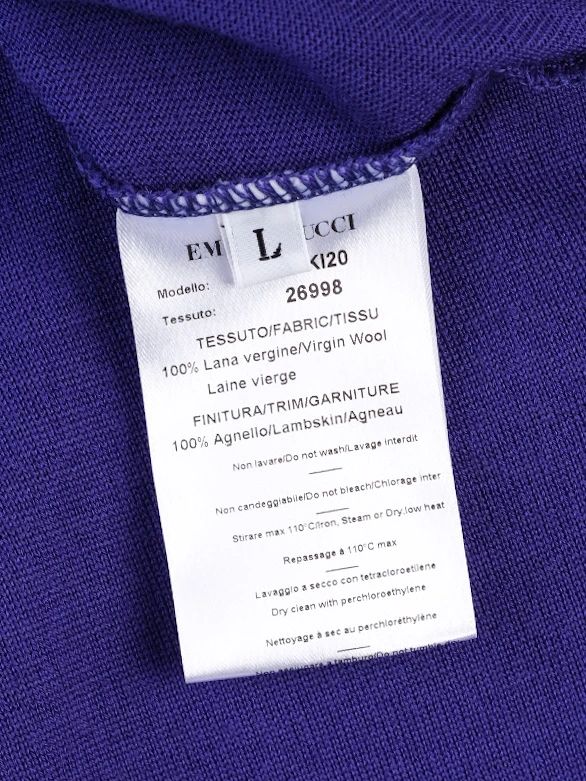 EM L UCCI
Modello: KI20
Tessuto: 26998
TESSUTO/FABRIC/TISSU
100% Lana vergine/Virgin Wool
Laine vierge
FINITURA/TRIM/GARNITURE
100% Agnello/Lambskin/Agneau
Non lavare/Do not wash/Lavage interdit
Non candeggiabile/Do not bleach/Chlorage inter
Stirare max 110°C/Iron, Steam or Dry,low heat
Repassage à 110°C max
Lavaggio a secco con tetracloroetilene
Dry clean with perchloroethylene
Nettoyage à sec au perchloréthylène